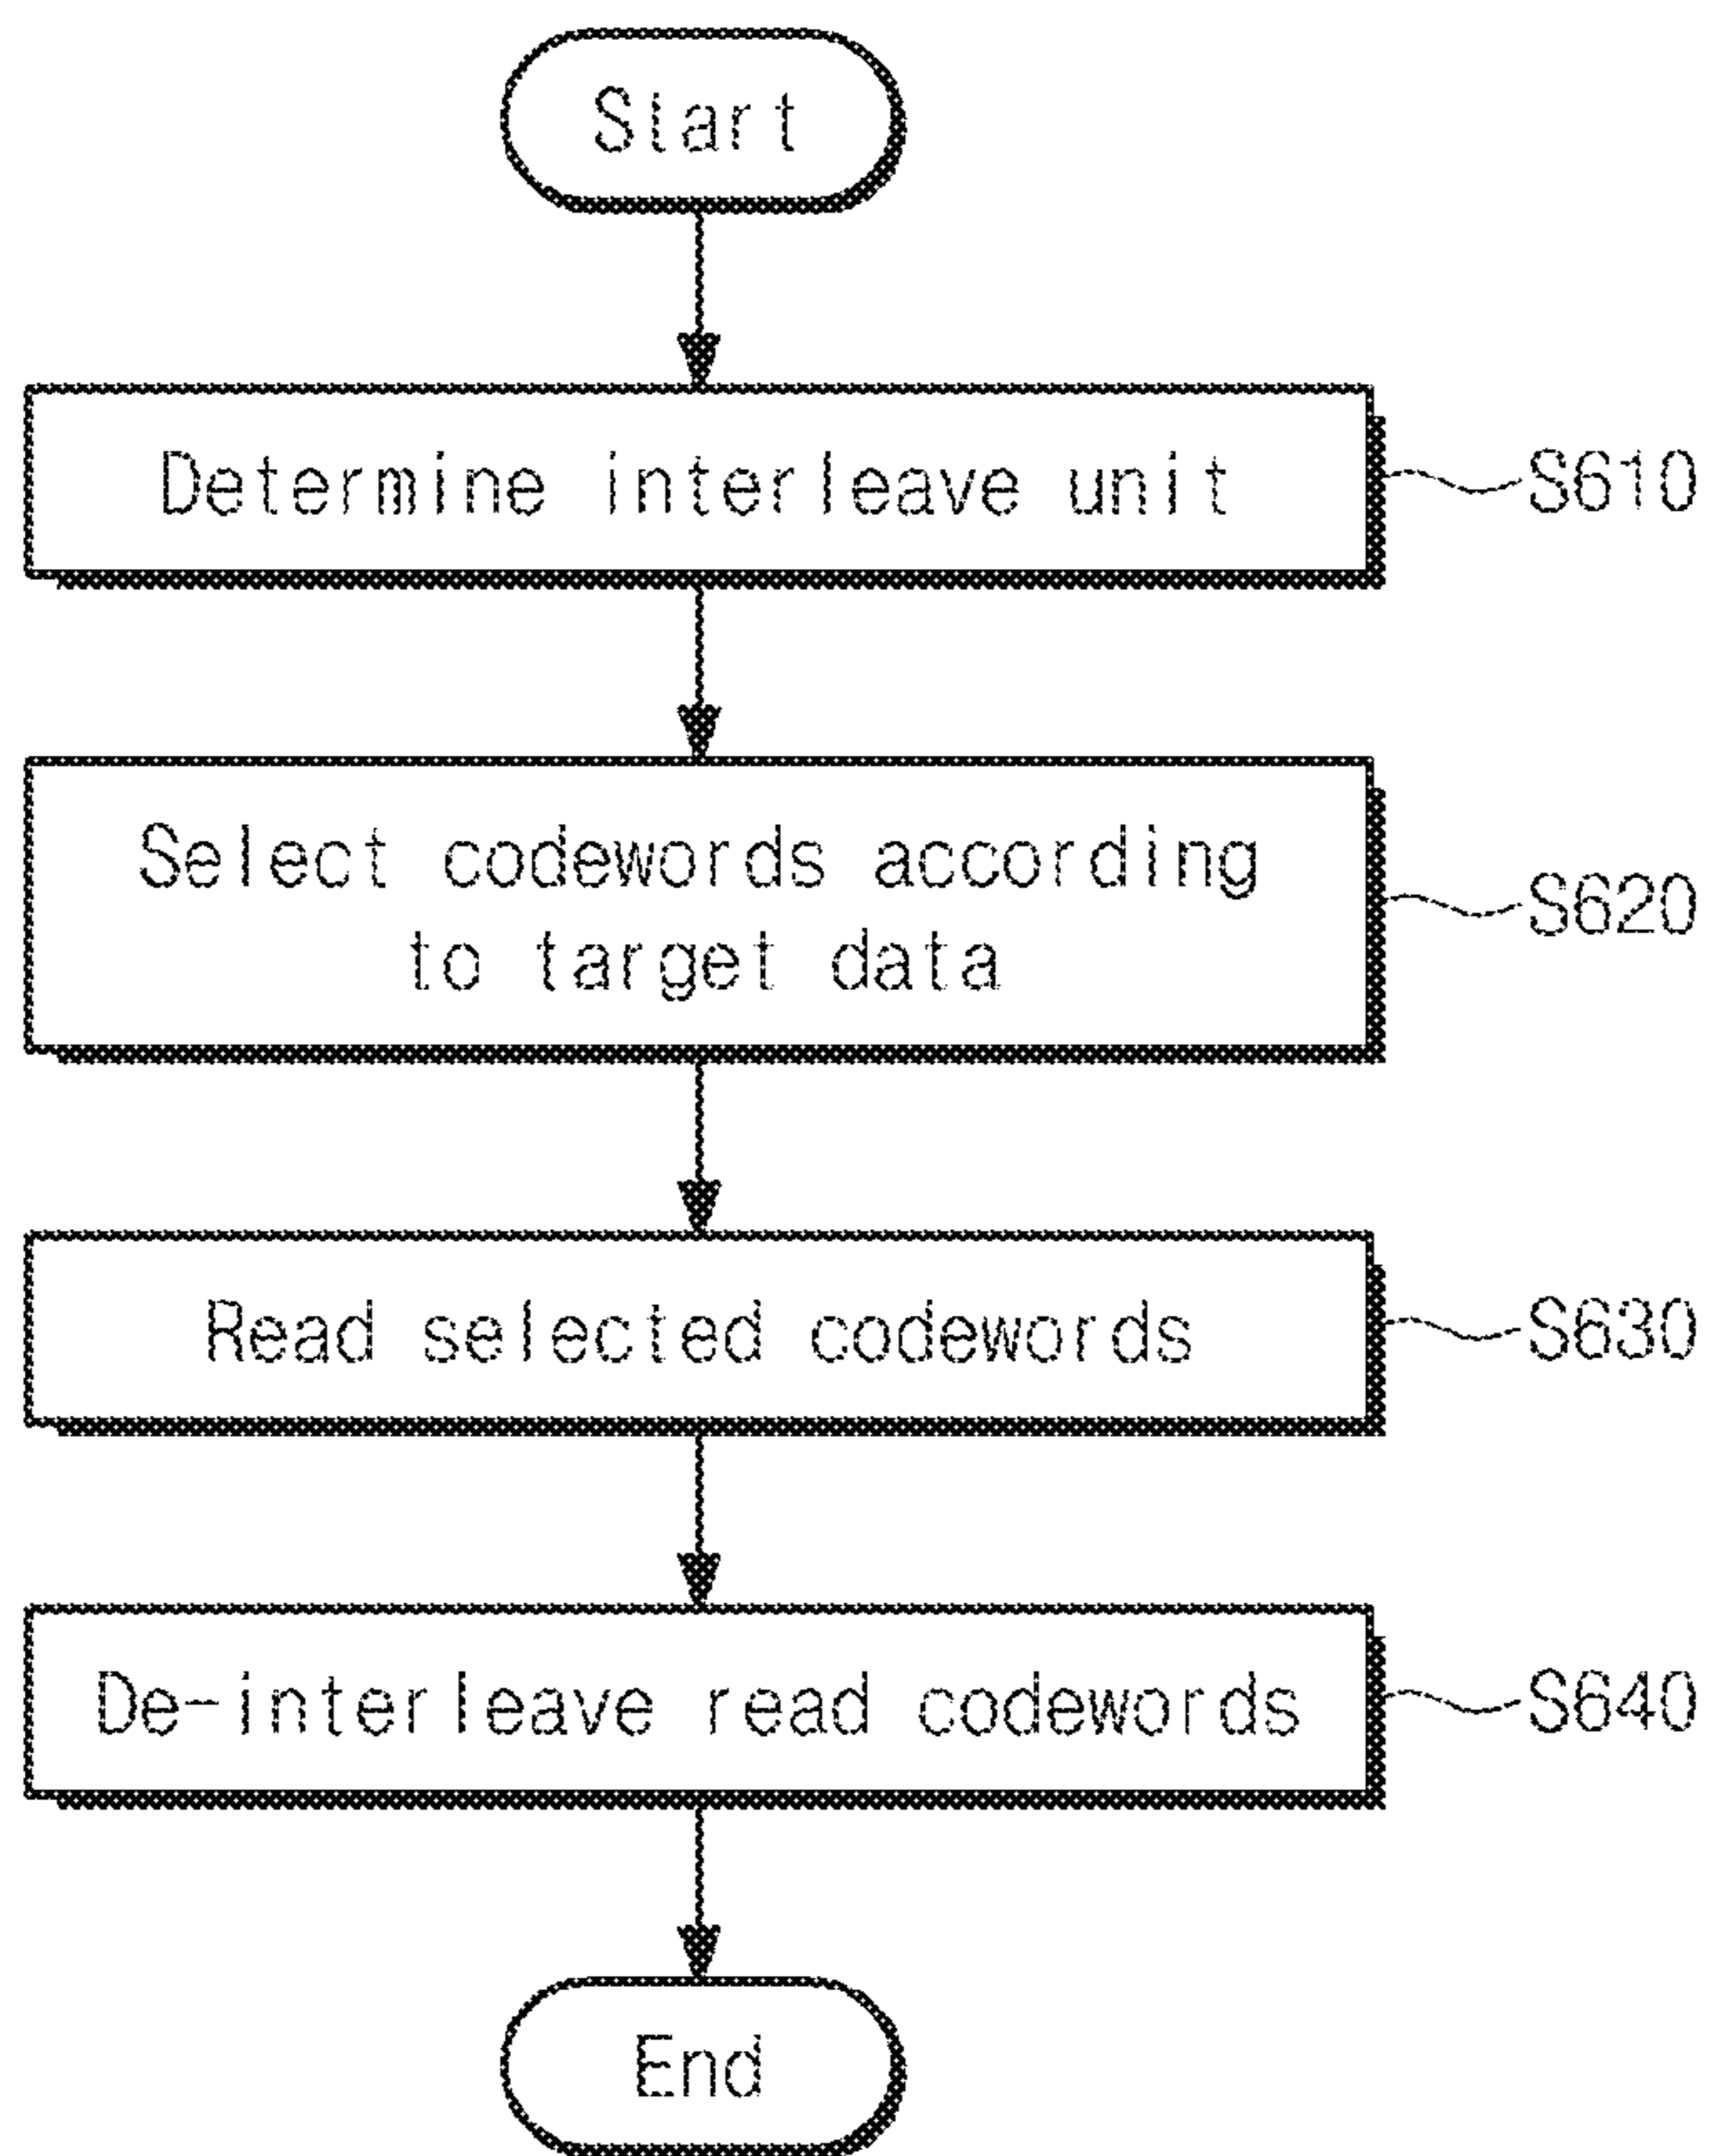 Start
Determine interleave unit
S610
Select codewords according
to target data
S620
Read selected codewords
S630
De-interleave read codewords
S640
End